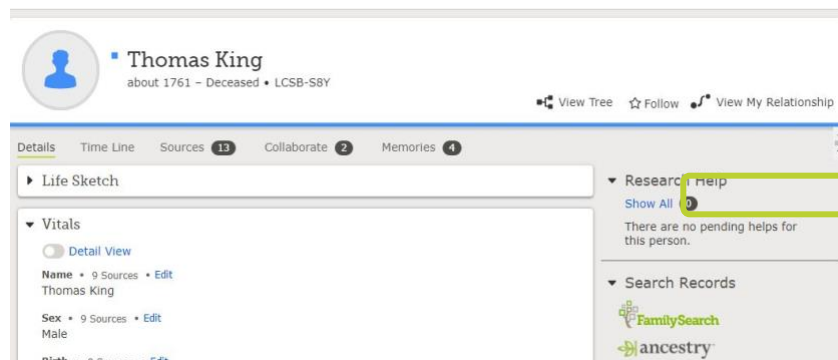 Thomas King
about 1761 – Deceased • LCSB-S8Y
View Tree Follow View My Relationship
Details Time Line Sources 13 Collaborate 2 Memories 4
Life Sketch
Vitals
Detail View
Name • 9 Sources • Edit
Thomas King
Sex • 9 Sources • Edit
Male
Research Help
Show All 0
There are no pending helps for
this person.
Search Records
FamilySearch
ancestry